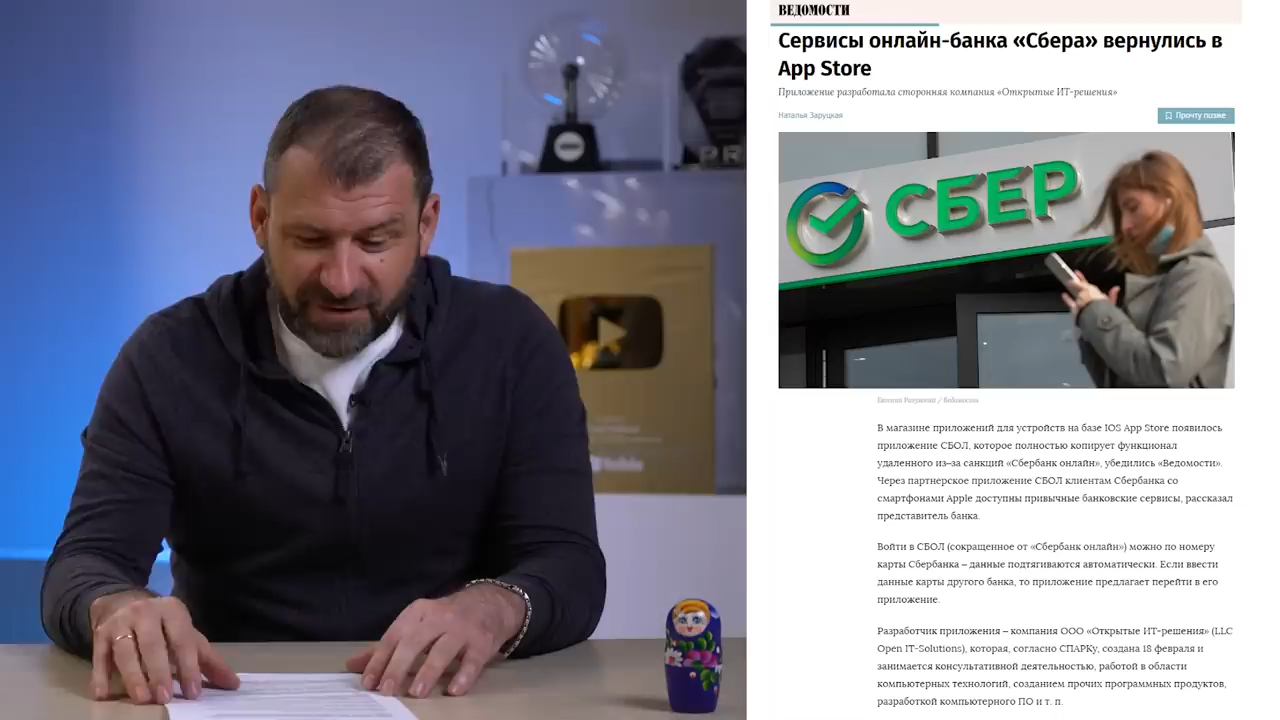 ВЕДОМОСТИ
Сервисы онлайн-банка «Сбера» вернулись в
App Store
Приложение разработала сторонняя компания «Открытые ИТ-решения»
Наталья Заруцкая
Прочту позже
СБЕР
PR
Евгений Разумный / Ведомости
В магазине приложений для устройств на базе IOS App Store появилось
приложение СБОЛ, которое полностью копирует функционал
удаленного из–за санкций «Сбербанк онлайн», убедились «Ведомости».
Через партнерское приложение СБОЛ клиентам Сбербанка со
смартфонами Apple доступны привычные банковские сервисы, рассказал
представитель банка.
Войти в СБОЛ (сокращенное от «Сбербанк онлайн») можно по номеру
карты Сбербанка – данные подтягиваются автоматически. Если ввести
данные карты другого банка, то приложение предлагает перейти в его
приложение.
Разработчик приложения – компания ООО «Открытые ИТ-решения» (LLC
Open IT-Solutions), которая, согласно СПАРКу, создана 18 февраля и
занимается консультативной деятельностью, работой в области
компьютерных технологий, созданием прочих программных продуктов,
разработкой компьютерного ПО и т. п.